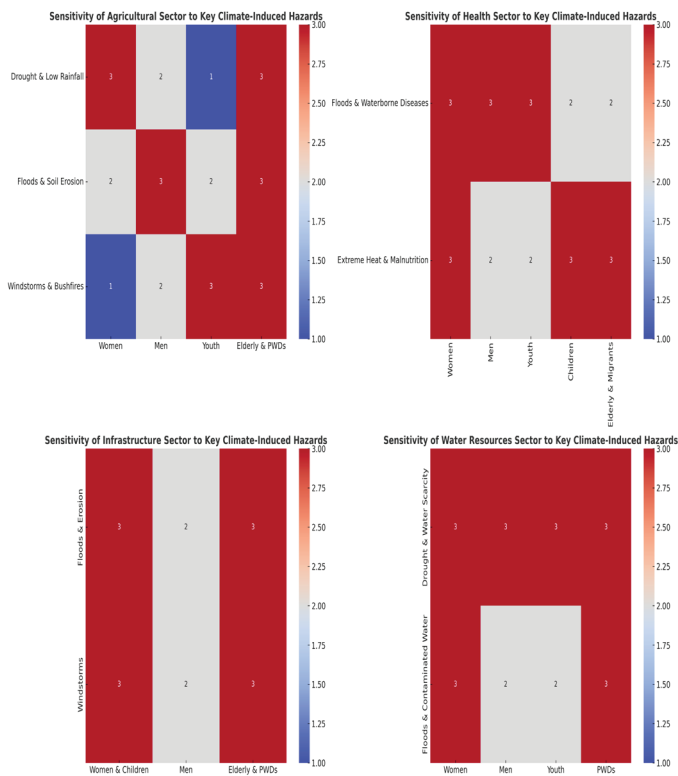 Sensitivity of Agricultural Sector to Key Climate-Induced Hazards
3.00
Drought & Low Rainfall
3
2
1
3
2.75
2.50
2.25
Floods & Soil Erosion
2
3
2
3
2.00
1.75
1.50
Windstorms & Bushfires
1
2
3
3
1.25
1.00
Women
Men
Youth
Elderly & PWDs
Sensitivity of Health Sector to Key Climate-Induced Hazards
3.00
2.75
2.50
Floods & Waterborne Diseases
3
3
3
2
2
2.25
2.00
1.75
1.50
Extreme Heat & Malnutrition
3
2
2
3
3
1.25
1.00
Women
Men
Youth
Children
Elderly & Migrants
Sensitivity of Infrastructure Sector to Key Climate-Induced Hazards
3.00
2.75
2.50
Floods & Erosion
3
2
3
2.25
2.00
1.75
1.50
Windstorms
3
2
3
1.25
1.00
Women & Children
Men
Elderly & PWDs
Sensitivity of Water Resources Sector to Key Climate-Induced Hazards
3.00
2.75
2.50
Drought & Water Scarcity
3
3
3
3
2.25
2.00
1.75
1.50
Floods & Contaminated Water
3
2
2
3
1.25
1.00
Women
Men
Youth
PWDs